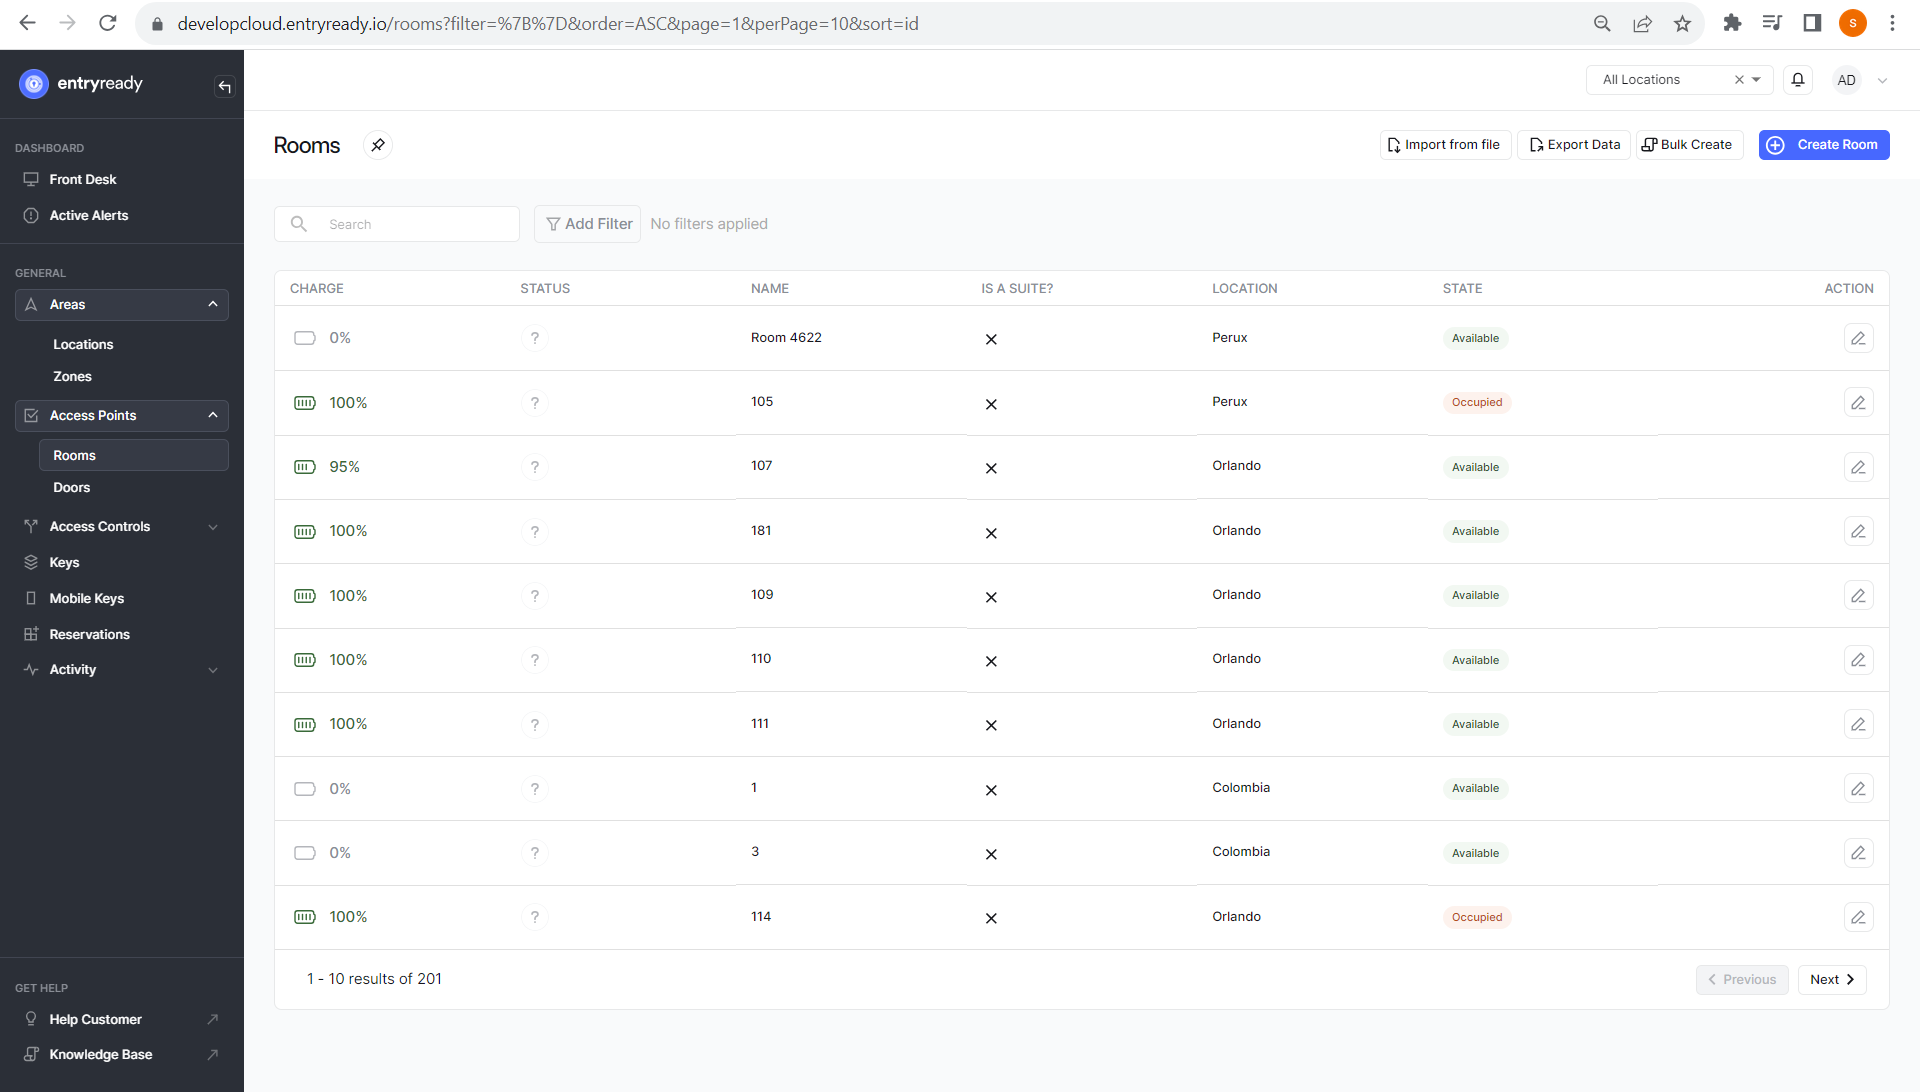 developcloud.entryready.io/rooms?filter=%7B%7D&order=ASC&page=1&perPage=10&sort=id
S
entryready
All Locations
AD
DASHBOARD
Front Desk
Active Alerts
GENERAL
Areas
Locations
Zones
Access Points
Rooms
Doors
Access Controls
Keys
Mobile Keys
Reservations
Activity
GET HELP
Help Customer
Knowledge Base
Rooms
Import from file
Export Data
Bulk Create
Create Room
Search
Add Filter
No filters applied
CHARGE STATUS NAME IS A SUITE? LOCATION STATE ACTION
0% ? Room 4622 Perux Available
100% ? 105 Perux Occupied
95% ? 107 Orlando Available
100% ? 181 Orlando Available
100% ? 109 Orlando Available
100% ? 110 Orlando Available
100% ? 111 Orlando Available
0% ? 1 Colombia Available
0% ? 3 Colombia Available
100% ? 114 Orlando Occupied
1 - 10 results of 201
Previous
Next